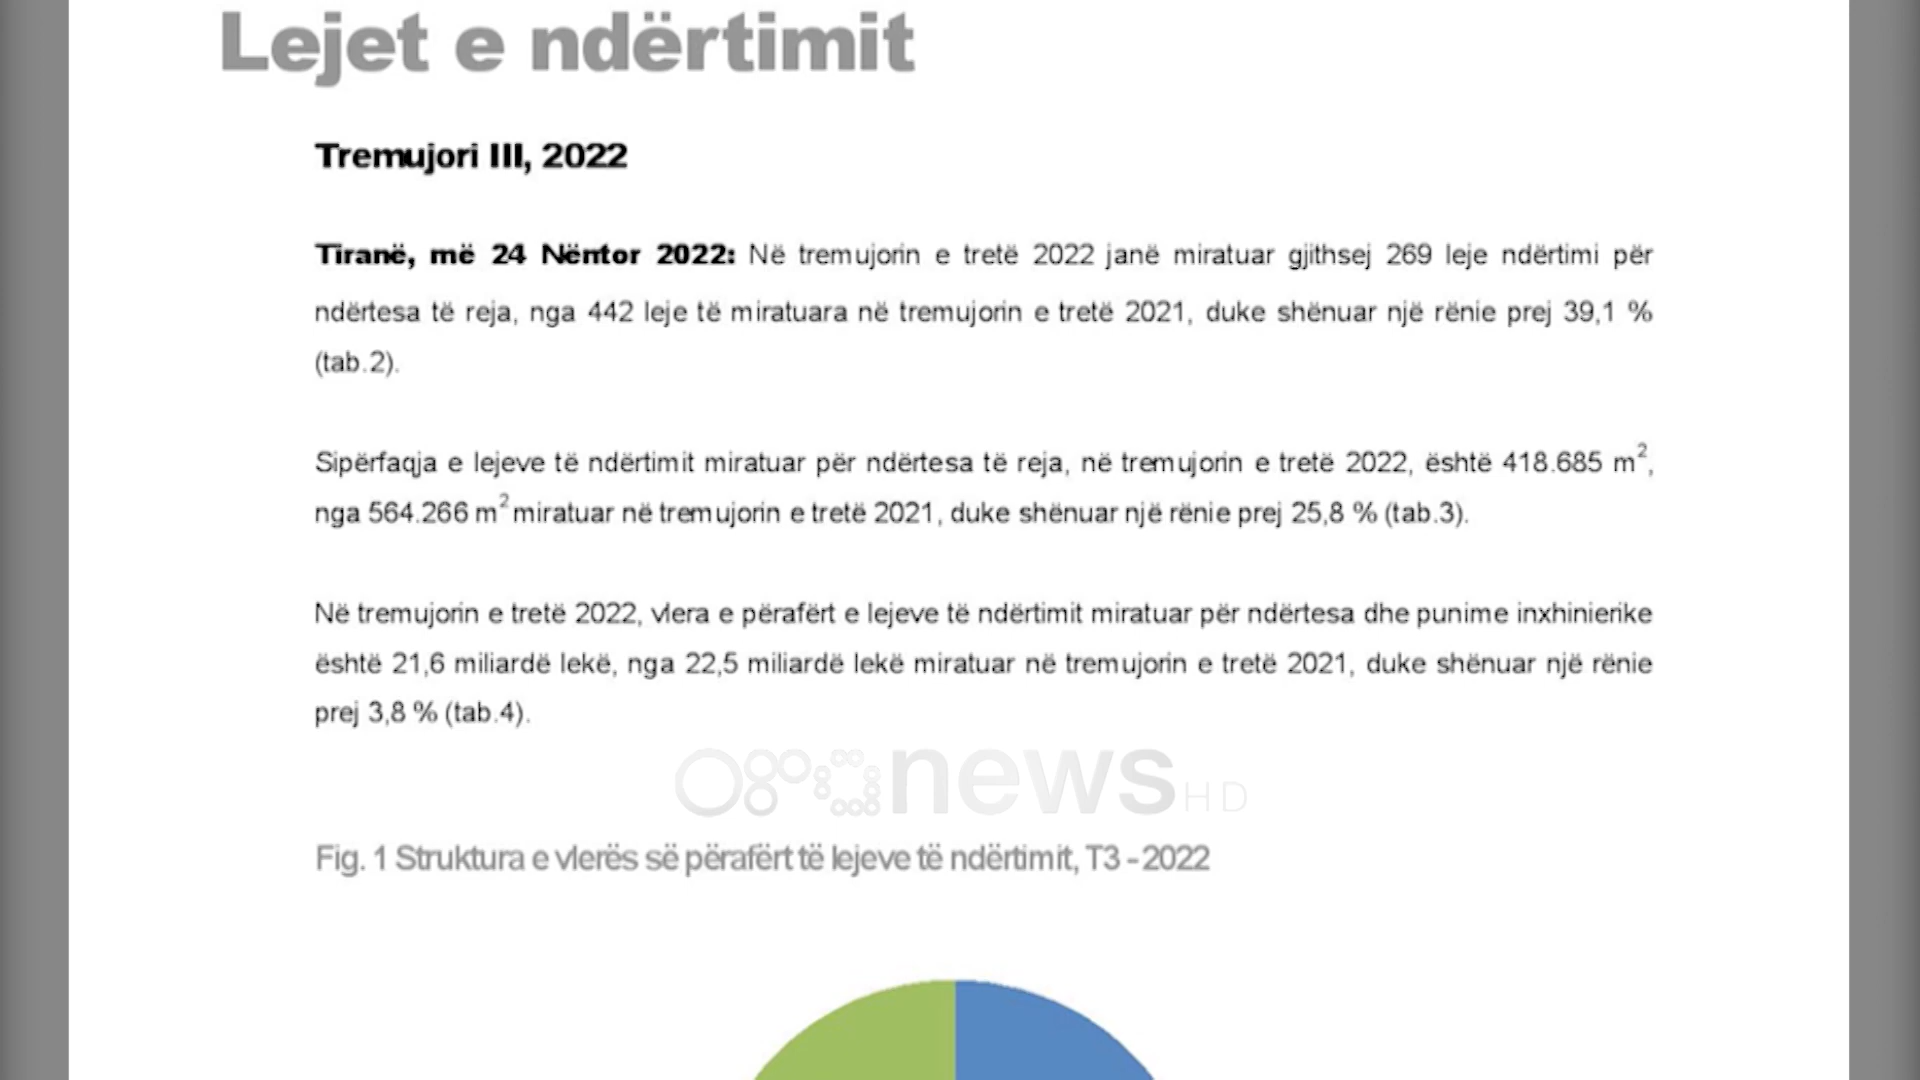 Lejet e ndërtimit
Tremujori III, 2022
Tiranë, më 24 Nëntor 2022: Në tremujorin e tretë 2022 janë miratuar gjithsej 269 leje ndërtimi për
ndërtesa të reja, nga 442 leje të miratuara në tremujorin e tretë 2021, duke shënuar një rënie prej 39,1 %
(tab.2).
Sipërfaqja e lejeve të ndërtimit miratuar për ndërtesa të reja, në tremujorin e tretë 2022, është 418.685 m²,
nga 564.266 m² miratuar në tremujorin e tretë 2021, duke shënuar një rënie prej 25,8 % (tab.3).
Në tremujorin e tretë 2022, vlera e përafërt e lejeve të ndërtimit miratuar për ndërtesa dhe punime inxhinierike
është 21,6 miliardë lekë, nga 22,5 miliardë lekë miratuar në tremujorin e tretë 2021, duke shënuar një rënie
prej 3,8 % (tab.4).
news HD
Fig. 1 Struktura e vlerës së përafërt të lejeve të ndërtimit, T3 - 2022